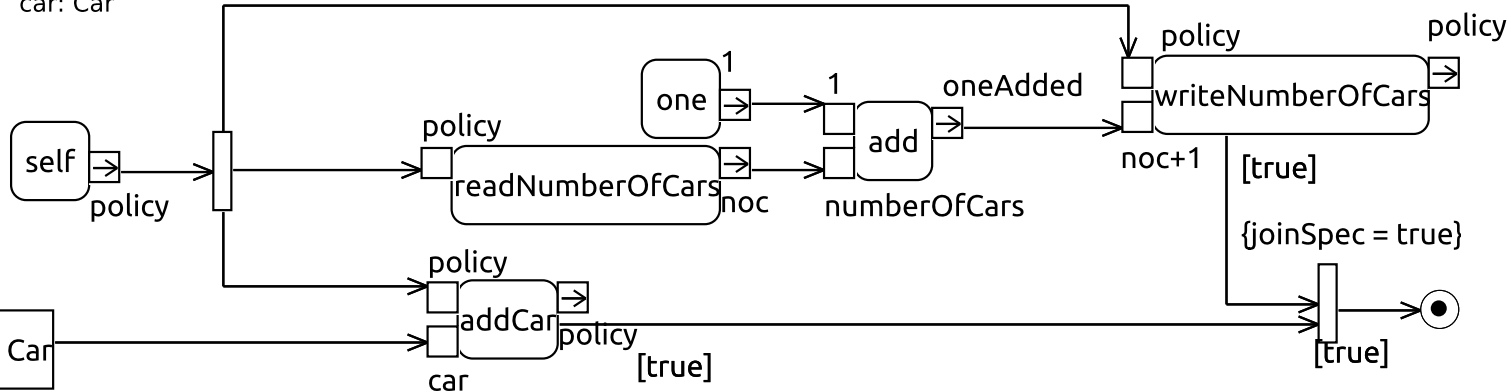 car: Car
policy
policy
one
1
1
oneAdded
writeNumberOfCars
policy
self
policy
readNumberOfCars
noc
add
numberOfCars
noc+1
[true]
policy
{joinSpec = true}
policy
addCar
policy
Car
car
[true]
[true]